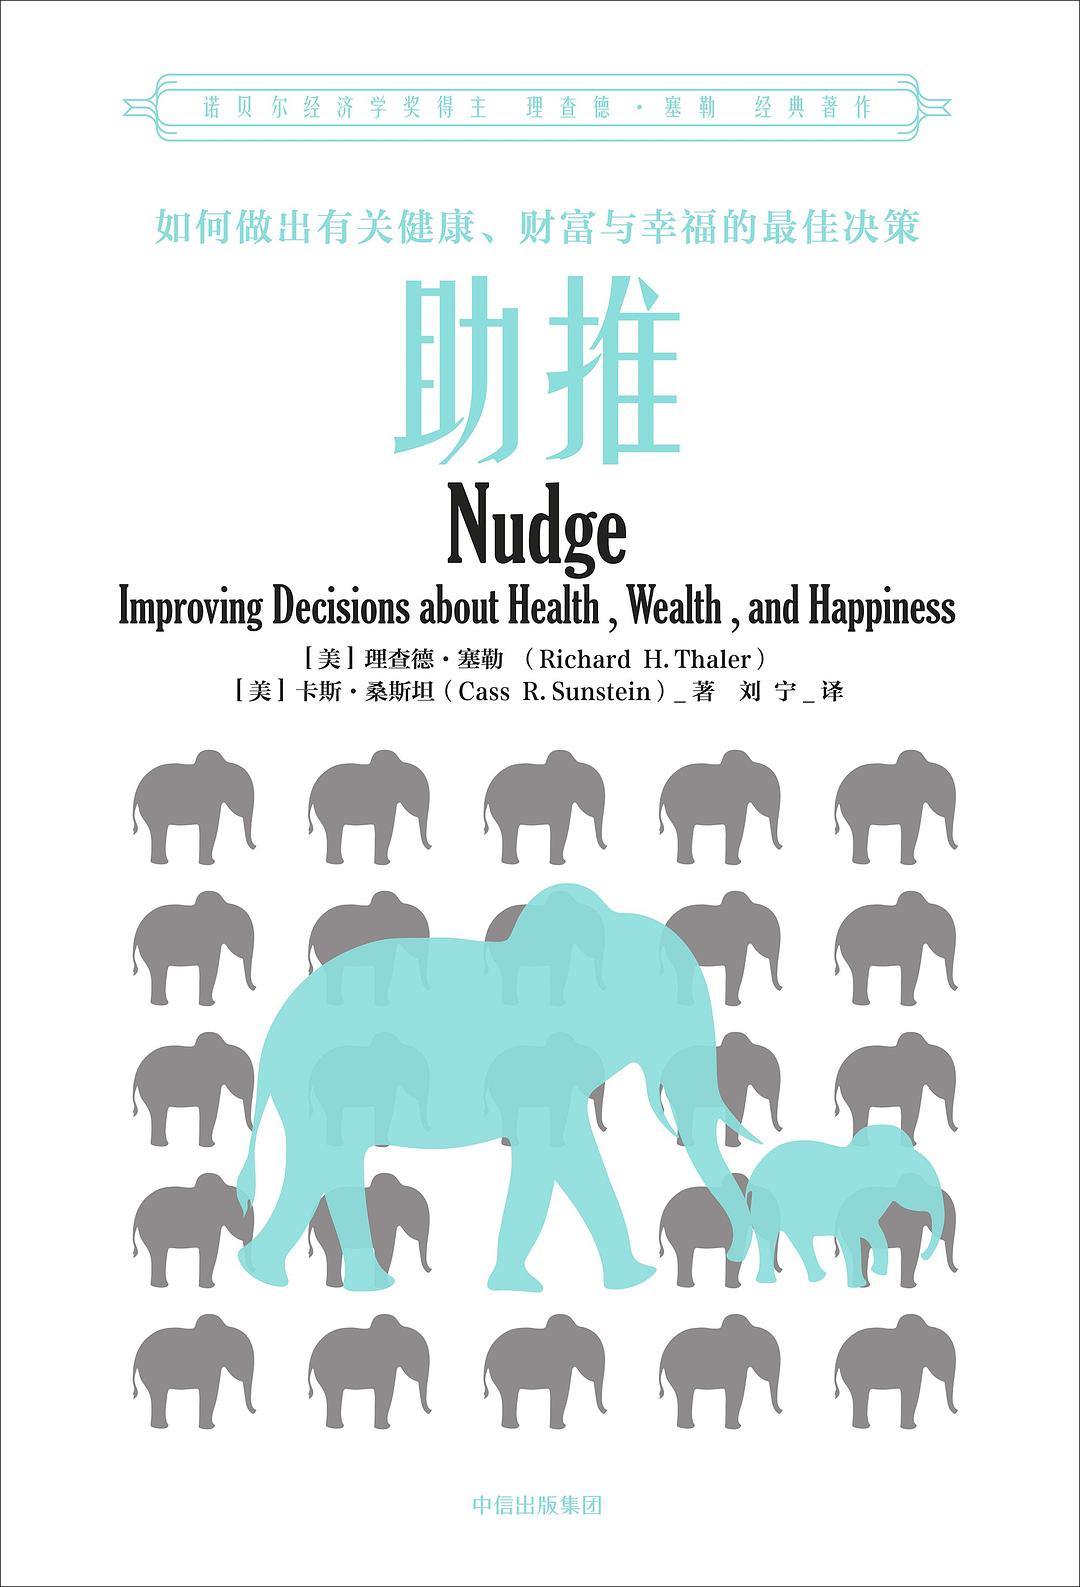 诺贝尔经济学奖得主 理查德·塞勒 经典著作
如何做出有关健康、财富与幸福的最佳决策
助推
Nudge
Improving Decisions about Health , Wealth , and Happiness
[美] 理查德·塞勒 （Richard H. Thaler）
[美] 卡斯·桑斯坦（Cass R. Sunstein）_著 刘 宁_译
中信出版集团